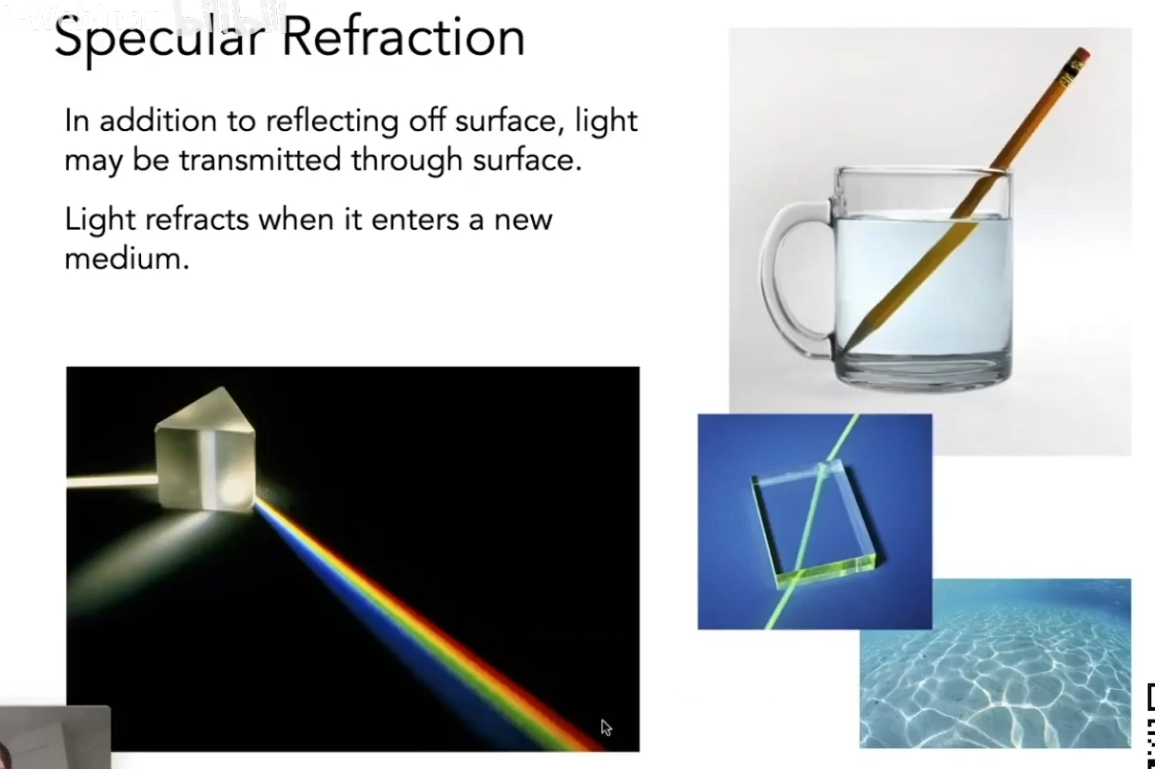 Specular Refraction
In addition to reflecting off surface, light
may be transmitted through surface.
Light refracts when it enters a new
medium.